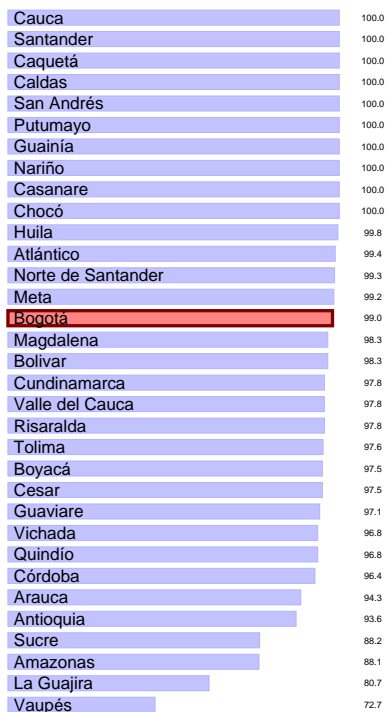 Cauca 100.0
Santander 100.0
Caquetá 100.0
Caldas 100.0
San Andrés 100.0
Putumayo 100.0
Guainía 100.0
Nariño 100.0
Casanare 100.0
Chocó 100.0
Huila 99.8
Atlántico 99.4
Norte de Santander 99.3
Meta 99.2
Bogotá 99.0
Magdalena 98.3
Bolivar 98.3
Cundinamarca 97.8
Valle del Cauca 97.8
Risaralda 97.8
Tolima 97.6
Boyacá 97.5
Cesar 97.5
Guaviare 97.1
Vichada 96.8
Quindío 96.8
Córdoba 96.4
Arauca 94.3
Antioquia 93.6
Sucre 88.2
Amazonas 88.1
La Guajira 80.7
Vaupés 72.7